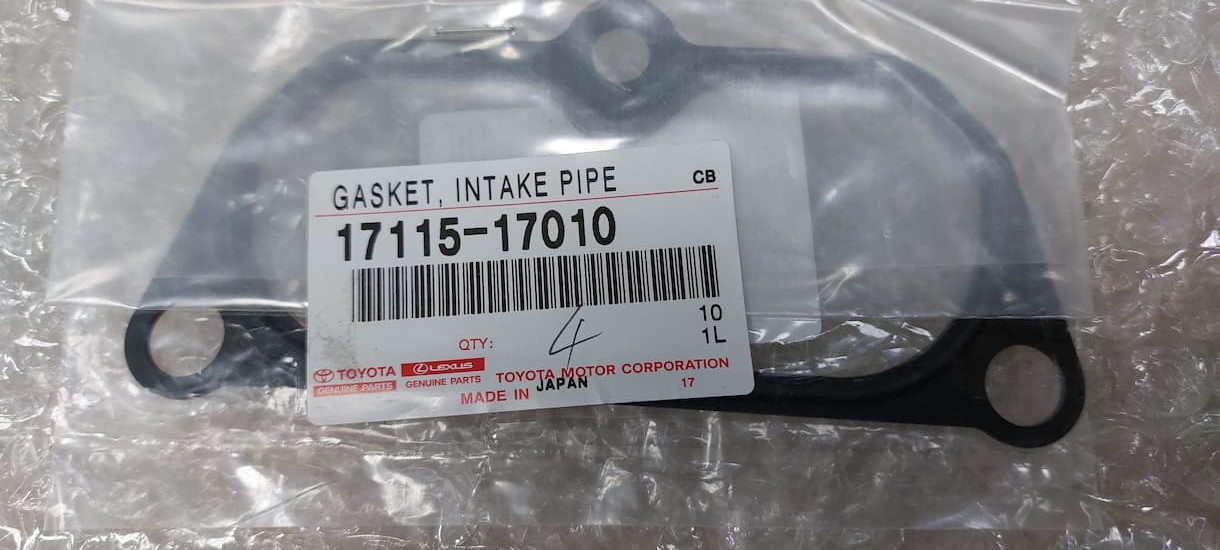 GASKET, INTAKE PIPE CB
17115-17010
10
1L
QTY: 4
TOYOTA LEXUS TOYOTA MOTOR CORPORATION
GENUINE PARTS GENUINE PARTS 17
MADE IN JAPAN